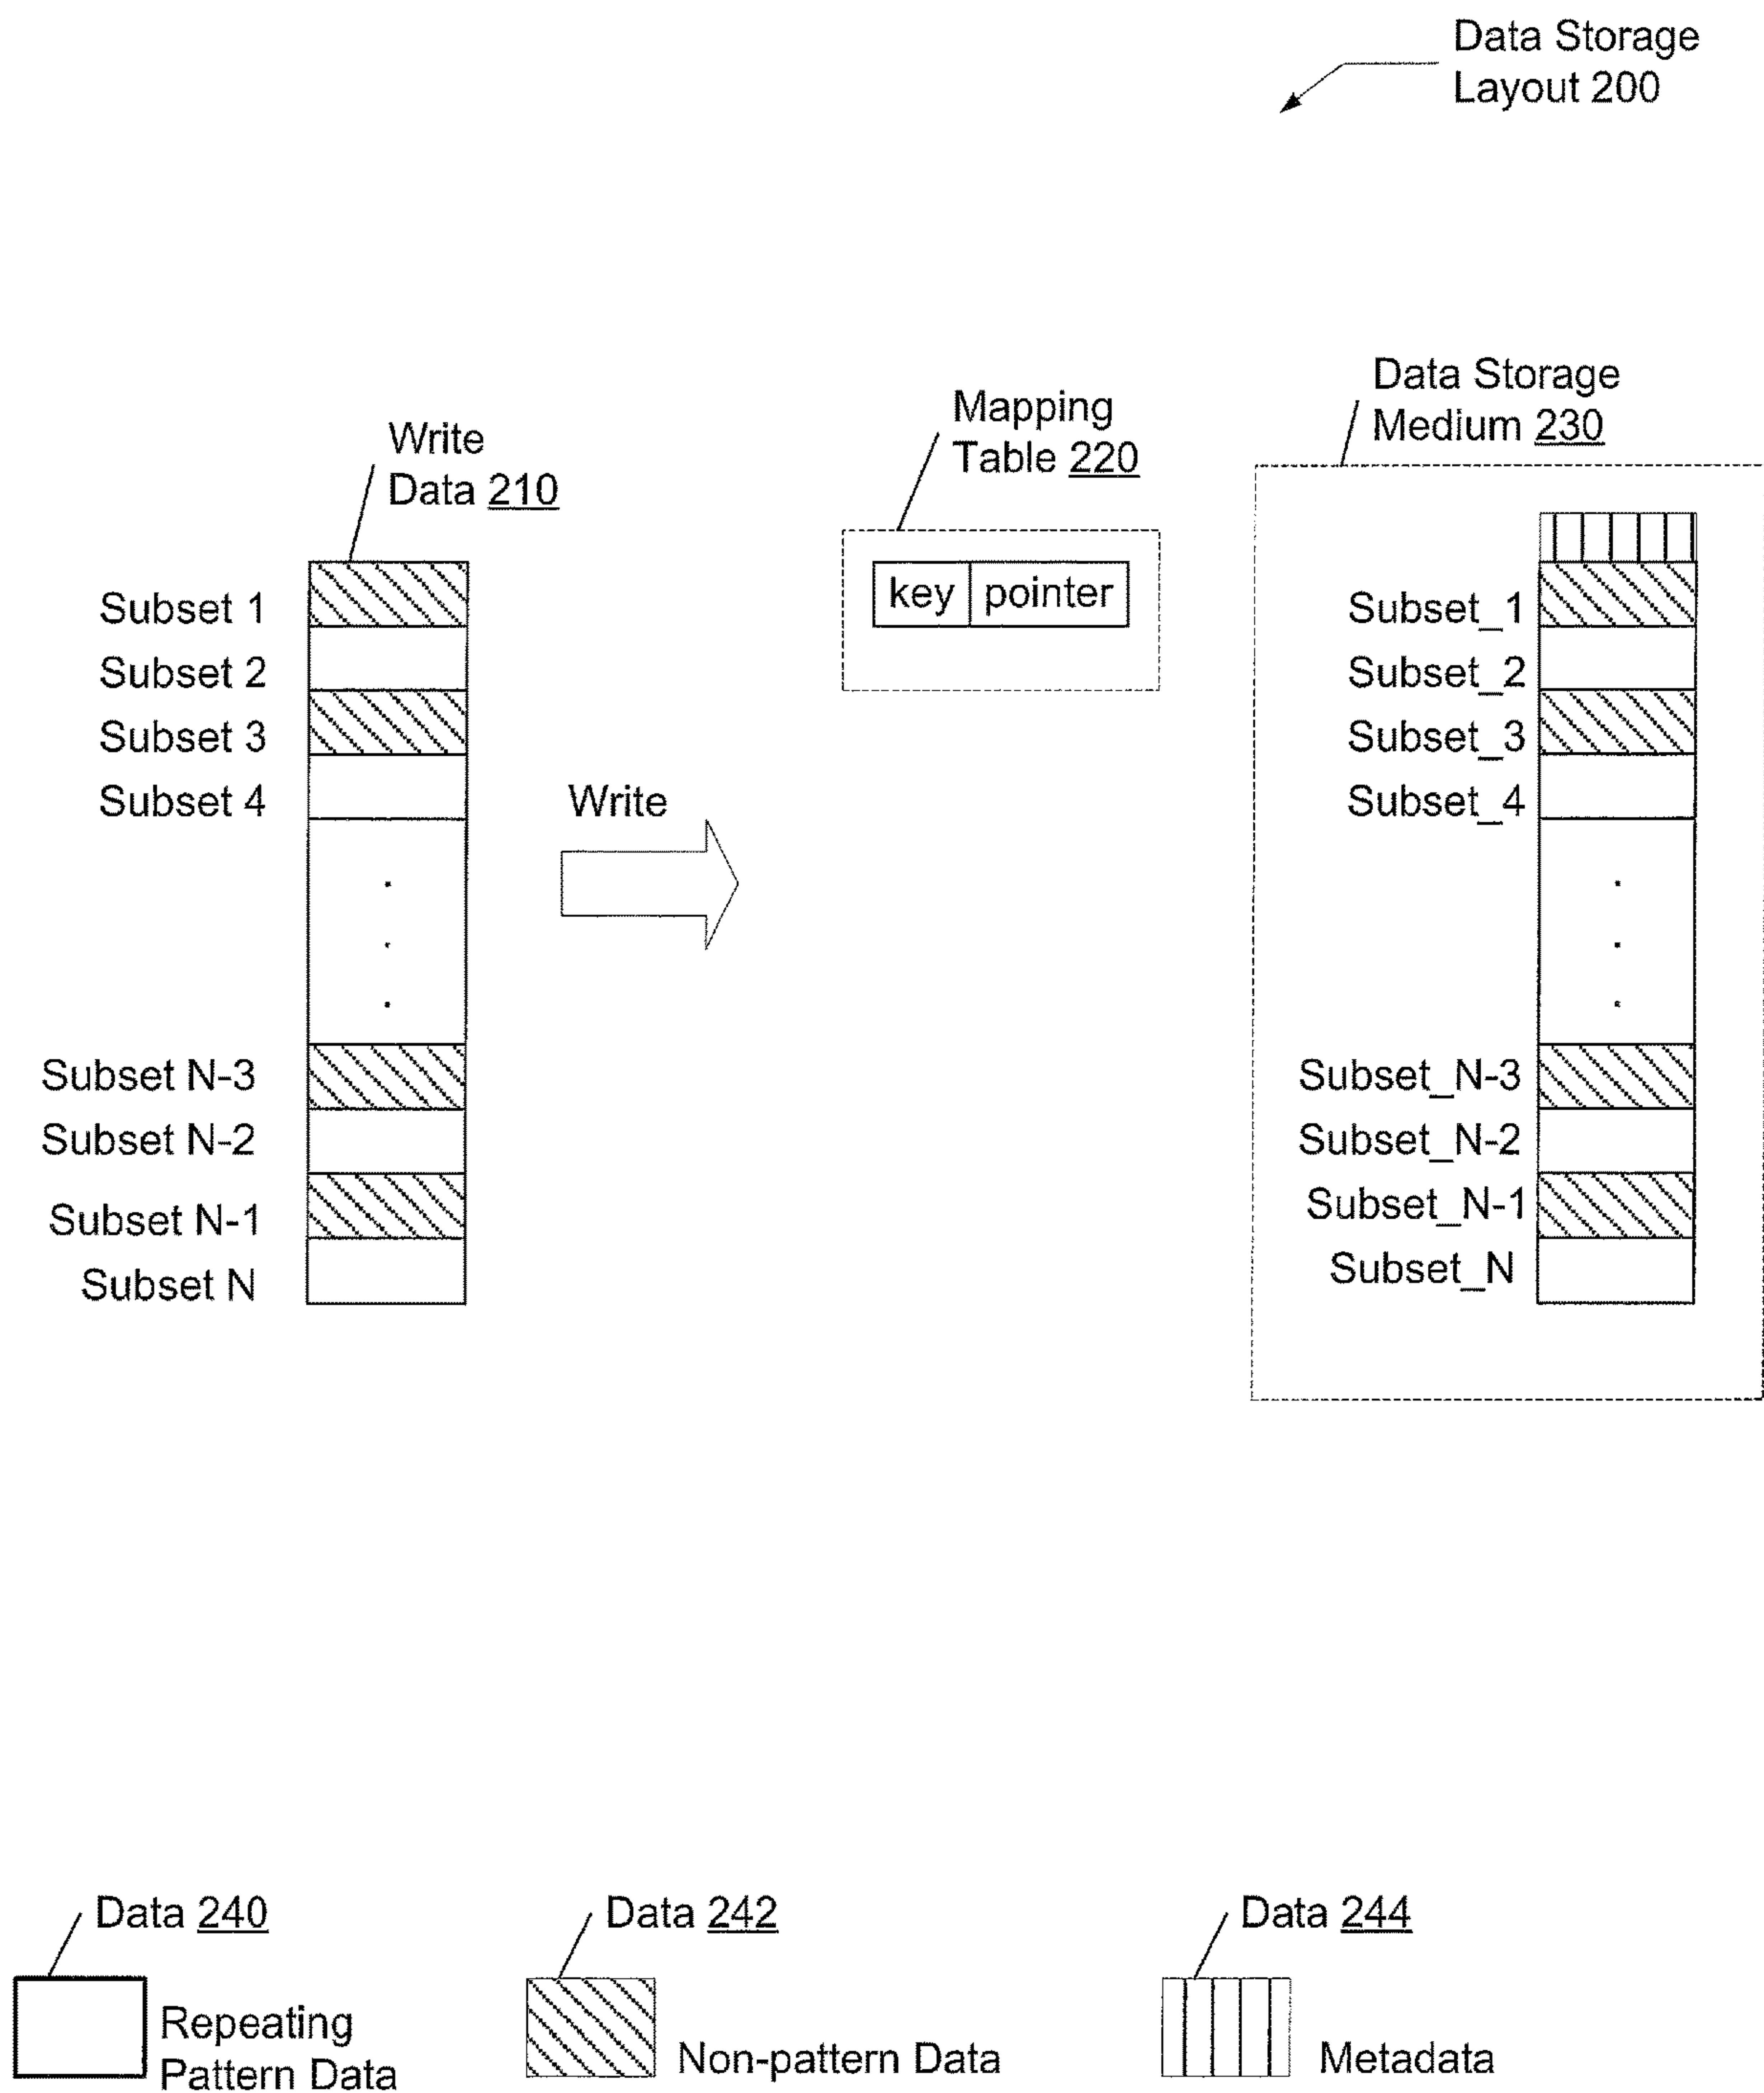 Data Storage
Layout 200
Data Storage
Medium 230
Mapping
Table 220
Write
Data 210
key pointer
Subset 1
Subset 2
Subset 3
Subset 4
Write
Subset N-3
Subset N-2
Subset N-1
Subset N
Subset_1
Subset_2
Subset_3
Subset_4
Subset_N-3
Subset_N-2
Subset_N-1
Subset_N
Data 240
Repeating
Pattern Data
Data 242
Non-pattern Data
Data 244
Metadata